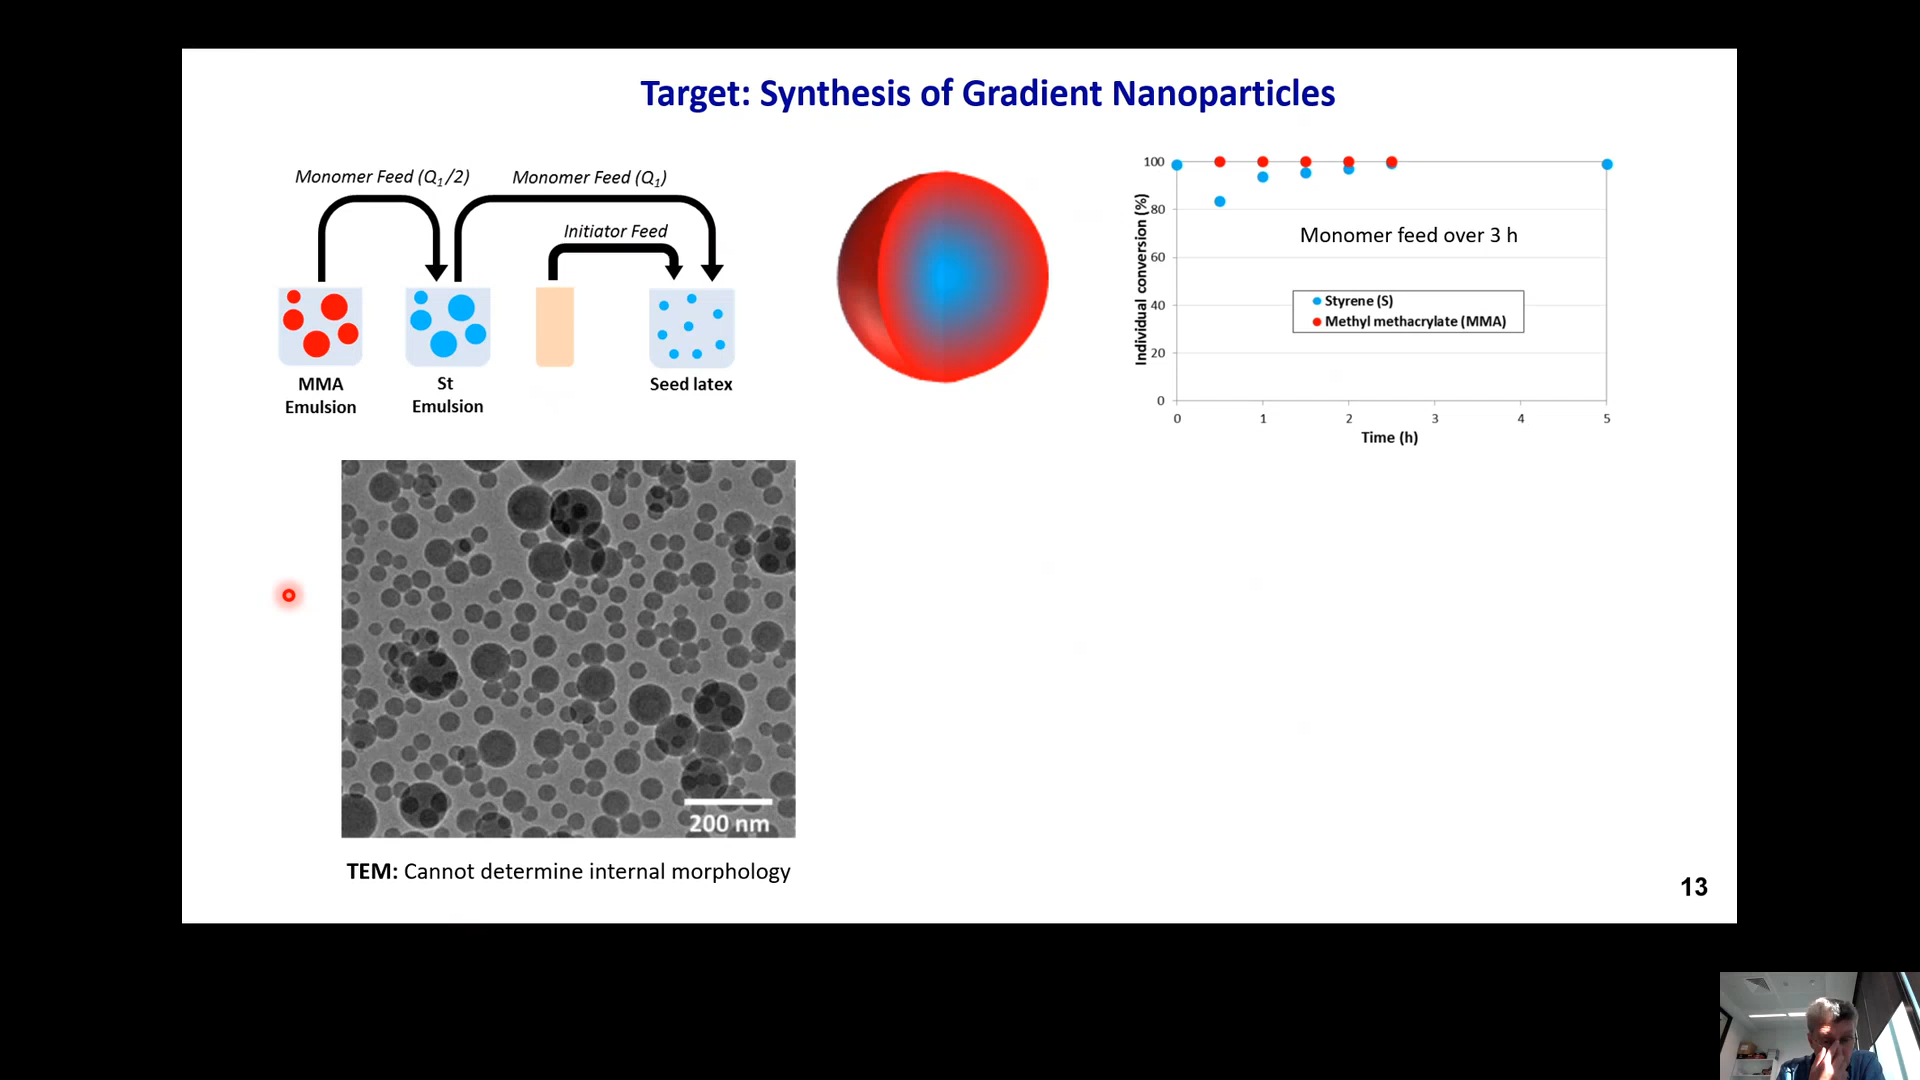 Target: Synthesis of Gradient Nanoparticles
Monomer Feed (Q1/2)
Monomer Feed (Q1)
Initiator Feed
MMA
Emulsion
St
Emulsion
Seed latex
Individual conversion (%)
100
80
60
40
20
0
Monomer feed over 3 h
Styrene (S)
Methyl methacrylate (MMA)
0 1 2 3 4 5
Time (h)
200 nm
TEM: Cannot determine internal morphology
13